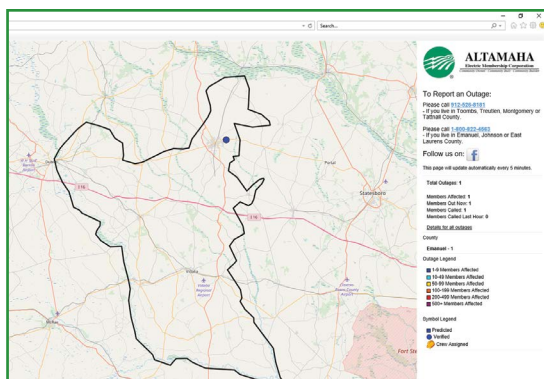 Search...
ALTAMAHA
Electric Membership Corporation
To Report an Outage:
Please call 912-526-8181
- If you live in Toombs, Treutlen, Montgomery or
Tattnall County.
Please call 1-800-822-4563
- If you live in Emanuel, Johnson or East
Laurens County.
Follow us on:
This page will update automatically every 5 minutes.
Total Outages: 1
Members Affected: 1
Members Out Now: 1
Members Called: 1
Members Called Last Hour: 0
Details for all outages
County
Emanuel - 1
Outage Legend
1-9 Members Affected
10-49 Members Affected
50-99 Members Affected
100-199 Members Affected
200-499 Members Affected
500+ Members Affected
Symbol Legend
Predicted
Verified
Crew Assigned
Portal
Statesboro
I 16
I 16
Vidalia
Regional
Airport
Fort Ste